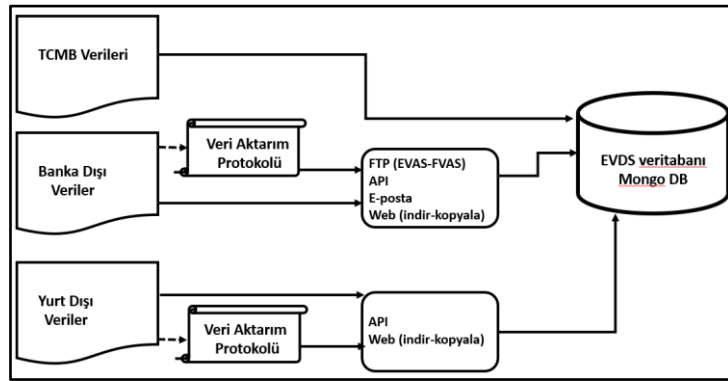 TCMB Verileri
Banka Dışı
Veriler
Veri Aktarım
Protokolü
FTP (EVAS-FVAS)
API
E-posta
Web (indir-kopyala)
EVDS veritabanı
Mongo DB
Yurt Dışı
Veriler
Veri Aktarım
Protokolü
API
Web (indir-kopyala)